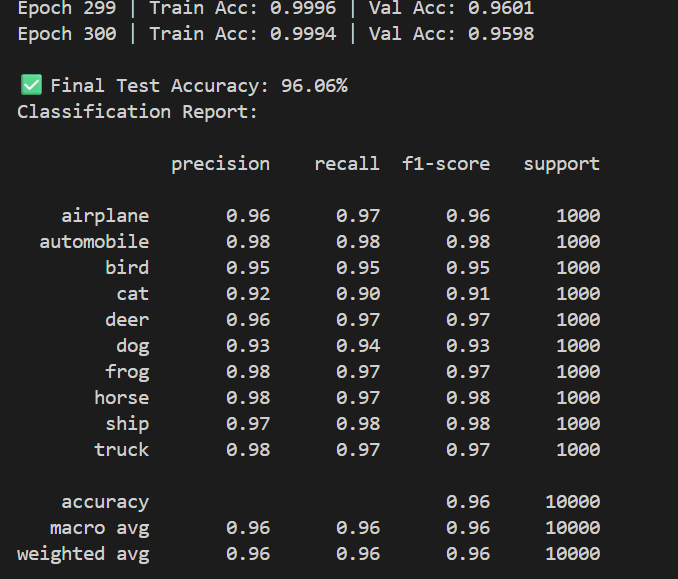 Epoch 299 | Train Acc: 0.9996 | Val Acc: 0.9601
Epoch 300 | Train Acc: 0.9994 | Val Acc: 0.9598
✅ Final Test Accuracy: 96.06%
Classification Report:
precision recall f1-score support
airplane 0.96 0.97 0.96 1000
automobile 0.98 0.98 0.98 1000
bird 0.95 0.95 0.95 1000
cat 0.92 0.90 0.91 1000
deer 0.96 0.97 0.97 1000
dog 0.93 0.94 0.93 1000
frog 0.98 0.97 0.97 1000
horse 0.98 0.97 0.98 1000
ship 0.97 0.98 0.98 1000
truck 0.98 0.97 0.97 1000
accuracy 0.96 10000
macro avg 0.96 0.96 0.96 10000
weighted avg 0.96 0.96 0.96 10000